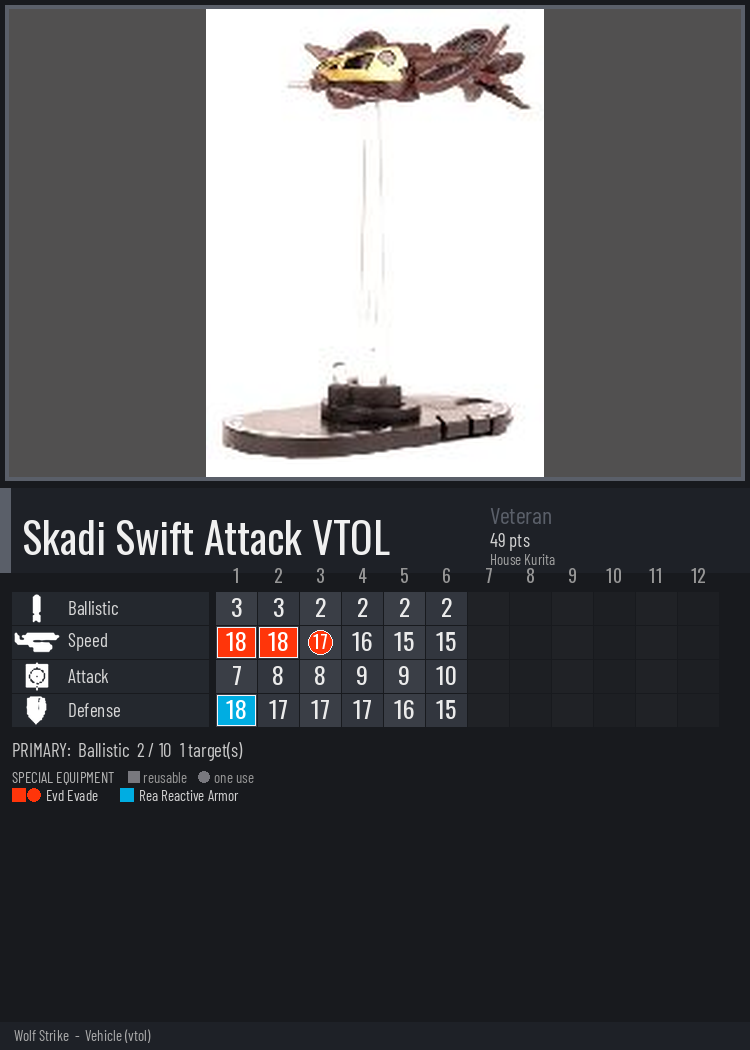 Skadi Swift Attack VTOL
Veteran
49 pts
House Kurita
1 2 3 4 5 6 7 8 9 10 11 12
Ballistic 3 3 2 2 2 2
Speed 18 18 17 16 15 15
Attack 7 8 8 9 9 10
Defense 18 17 17 17 16 15
PRIMARY: Ballistic 2 / 10 1 target(s)
SPECIAL EQUIPMENT reusable one use
Evd Evade Rea Reactive Armor
Wolf Strike - Vehicle (vtol)